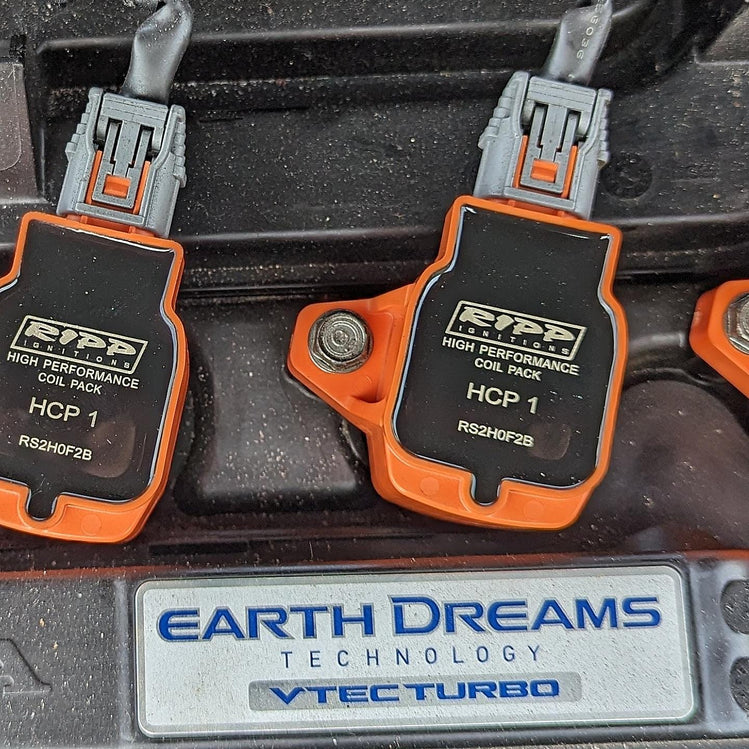 RIPP
IGNITIONS
HIGH PERFORMANCE
COIL PACK
HCP 1
RS2H0F2B
RIPP
IGNITIONS
HIGH PERFORMANCE
COIL PACK
HCP 1
RS2H0F2B
EARTH DREAMS
TECHNOLOGY
VTEC TURBO